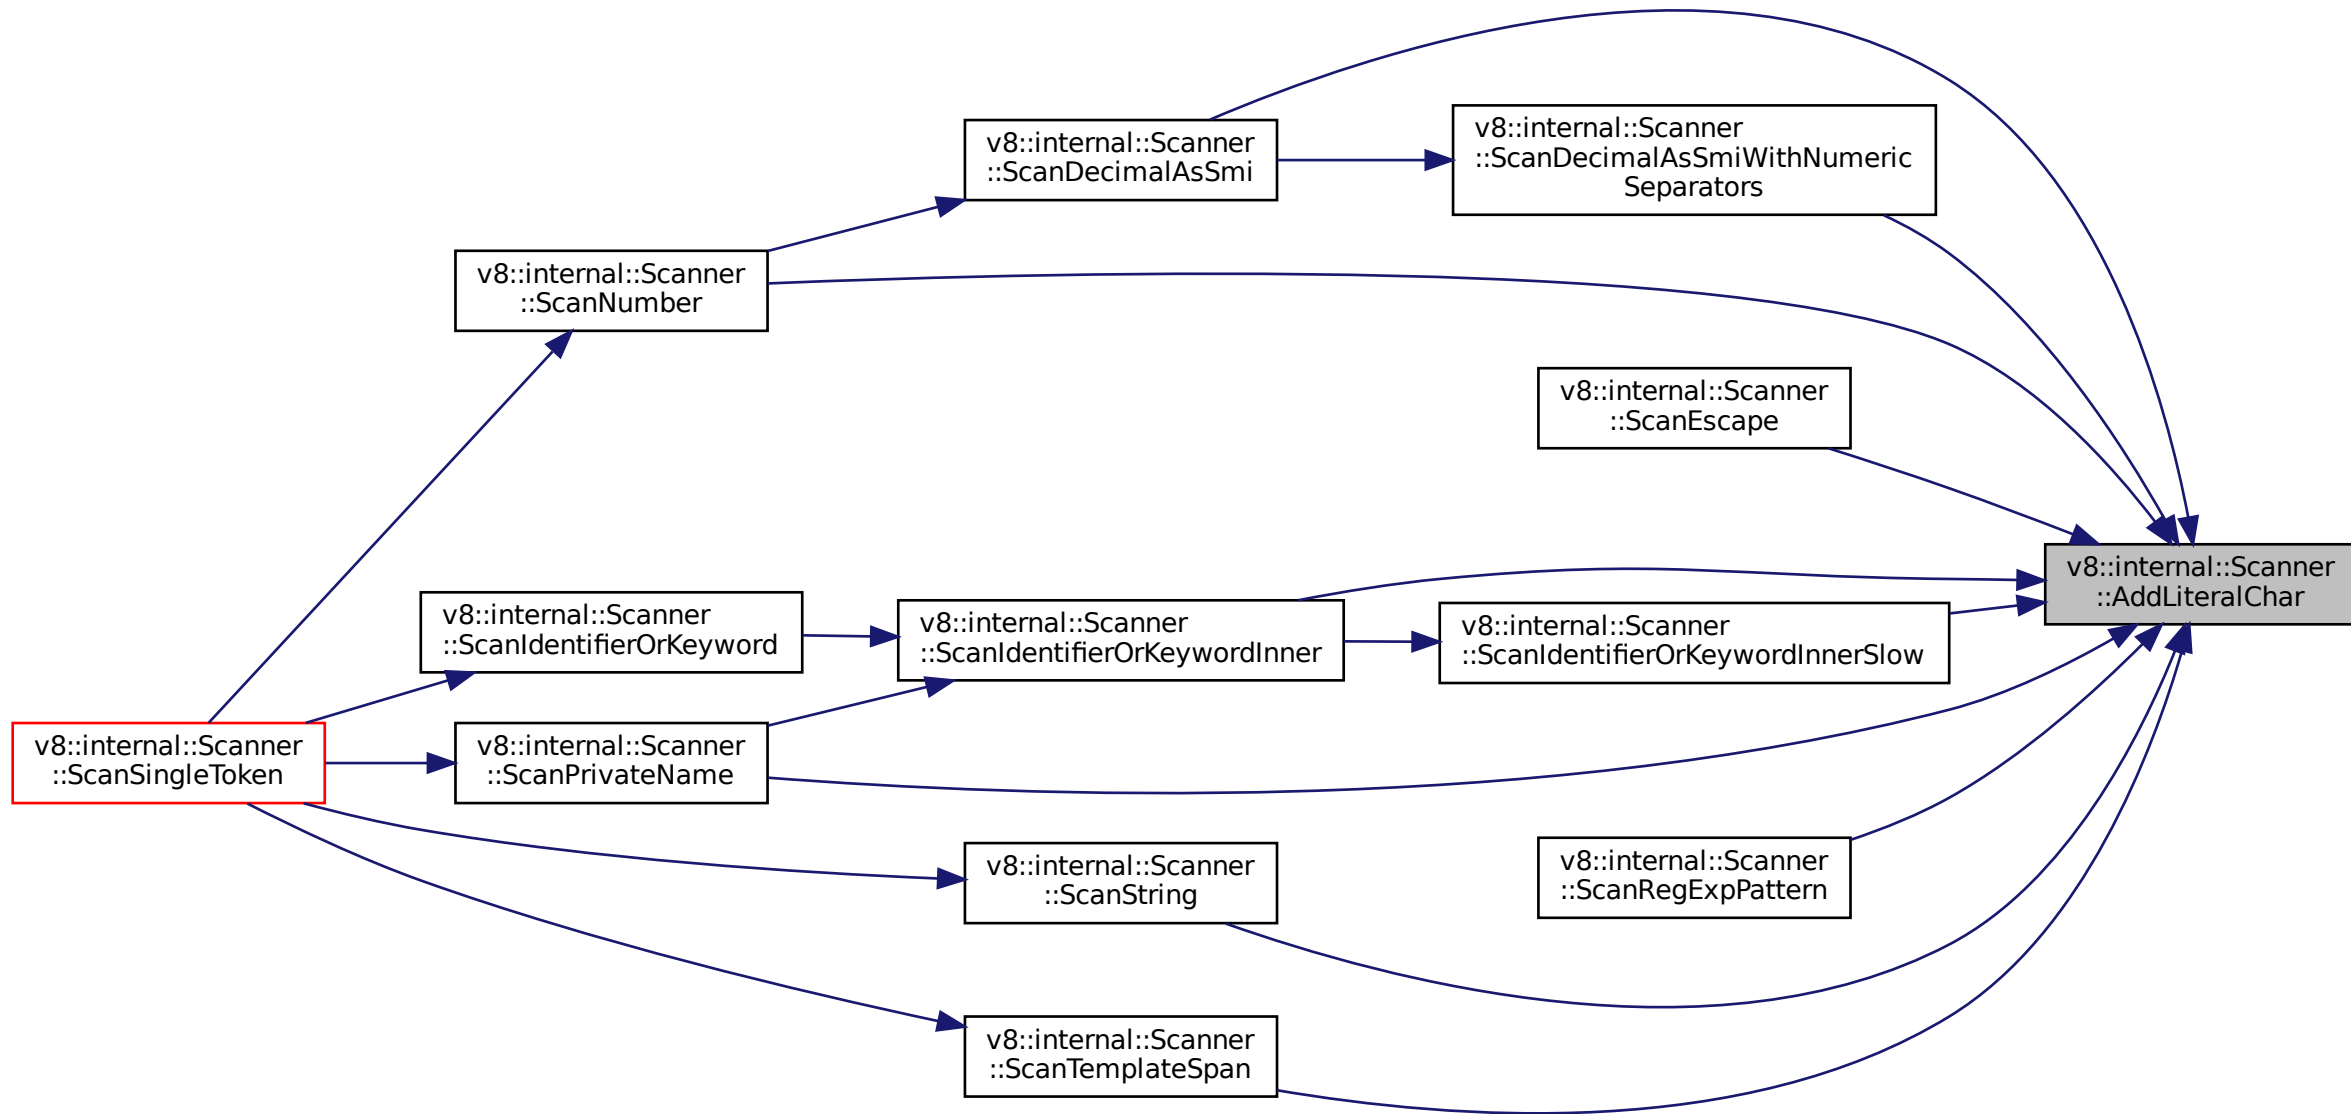 v8::internal::Scanner
::ScanDecimalAsSmi
v8::internal::Scanner
::ScanDecimalAsSmiWithNumeric
Separators
v8::internal::Scanner
::ScanNumber
v8::internal::Scanner
::ScanEscape
v8::internal::Scanner
::AddLiteralChar
v8::internal::Scanner
::ScanIdentifierOrKeyword
v8::internal::Scanner
::ScanIdentifierOrKeywordInner
v8::internal::Scanner
::ScanIdentifierOrKeywordInnerSlow
v8::internal::Scanner
::ScanSingleToken
v8::internal::Scanner
::ScanPrivateName
v8::internal::Scanner
::ScanString
v8::internal::Scanner
::ScanRegExpPattern
v8::internal::Scanner
::ScanTemplateSpan